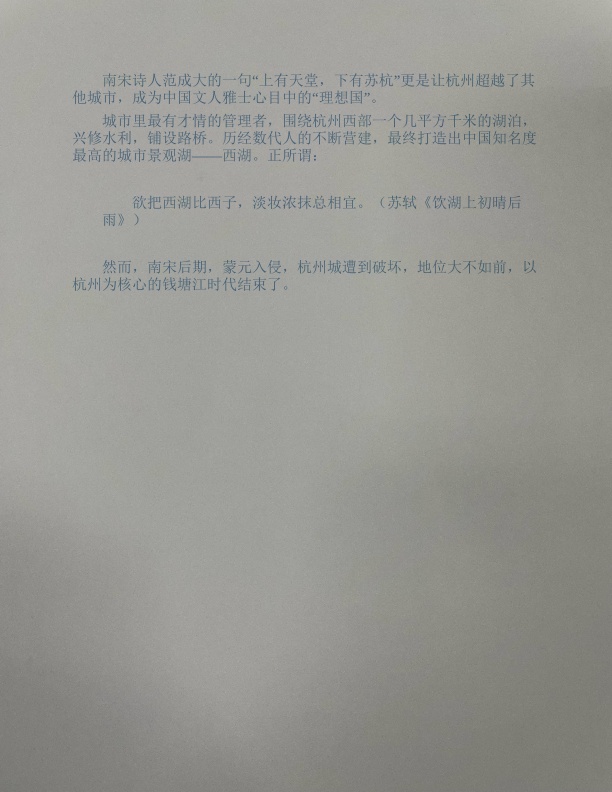 南宋诗人范成大的一句“上有天堂，下有苏杭”更是让杭州超越了其
他城市，成为中国文人雅士心目中的“理想国”。
城市里最有才情的管理者，围绕杭州西部一个几平方千米的湖泊，
兴修水利，铺设路桥。历经数代人的不断营建，最终打造出中国知名度
最高的城市景观湖——西湖。正所谓：
欲把西湖比西子，淡妆浓抹总相宜。（苏轼《饮湖上初晴后
雨》）
然而，南宋后期，蒙元入侵，杭州城遭到破坏，地位大不如前，以
杭州为核心的钱塘江时代结束了。